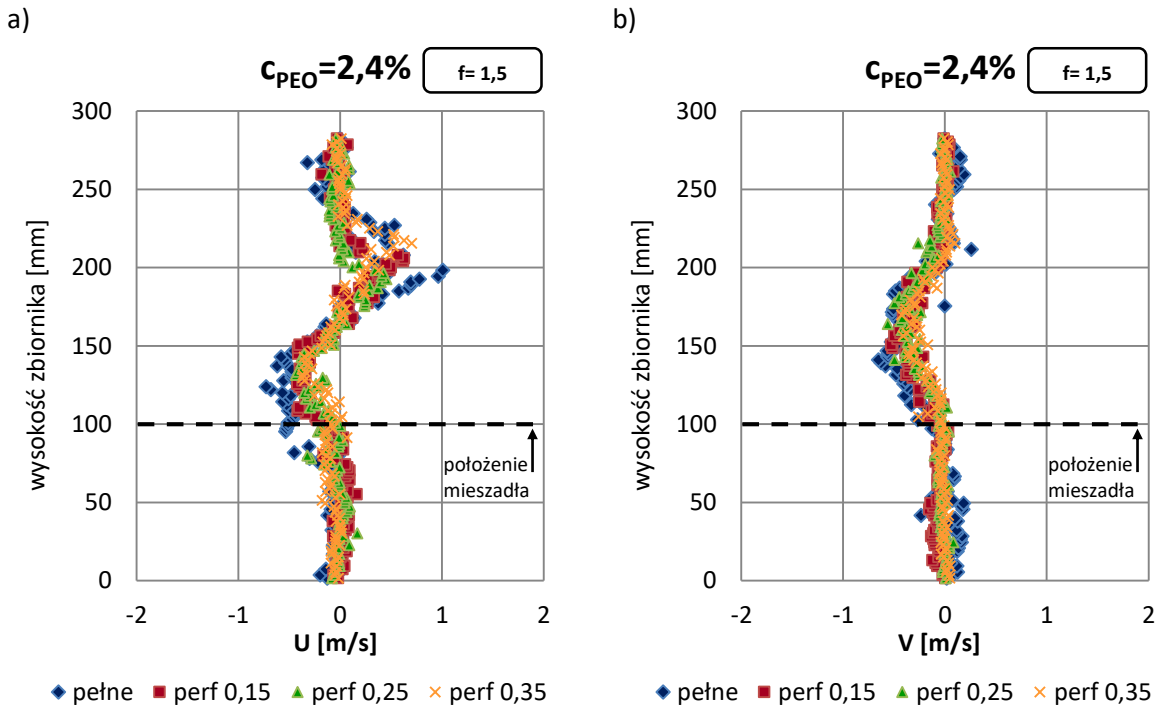 a)
c_PEO=2,4%
f= 1,5
300
250
200
150
100
50
0
wysokość zbiornika [mm]
położenie
mieszadła
-2 -1 0 1 2
U [m/s]
pełne perf 0,15 perf 0,25 perf 0,35
b)
c_PEO=2,4%
f= 1,5
300
250
200
150
100
50
0
wysokość zbiornika [mm]
położenie
mieszadła
-2 -1 0 1 2
V [m/s]
pełne perf 0,15 perf 0,25 perf 0,35